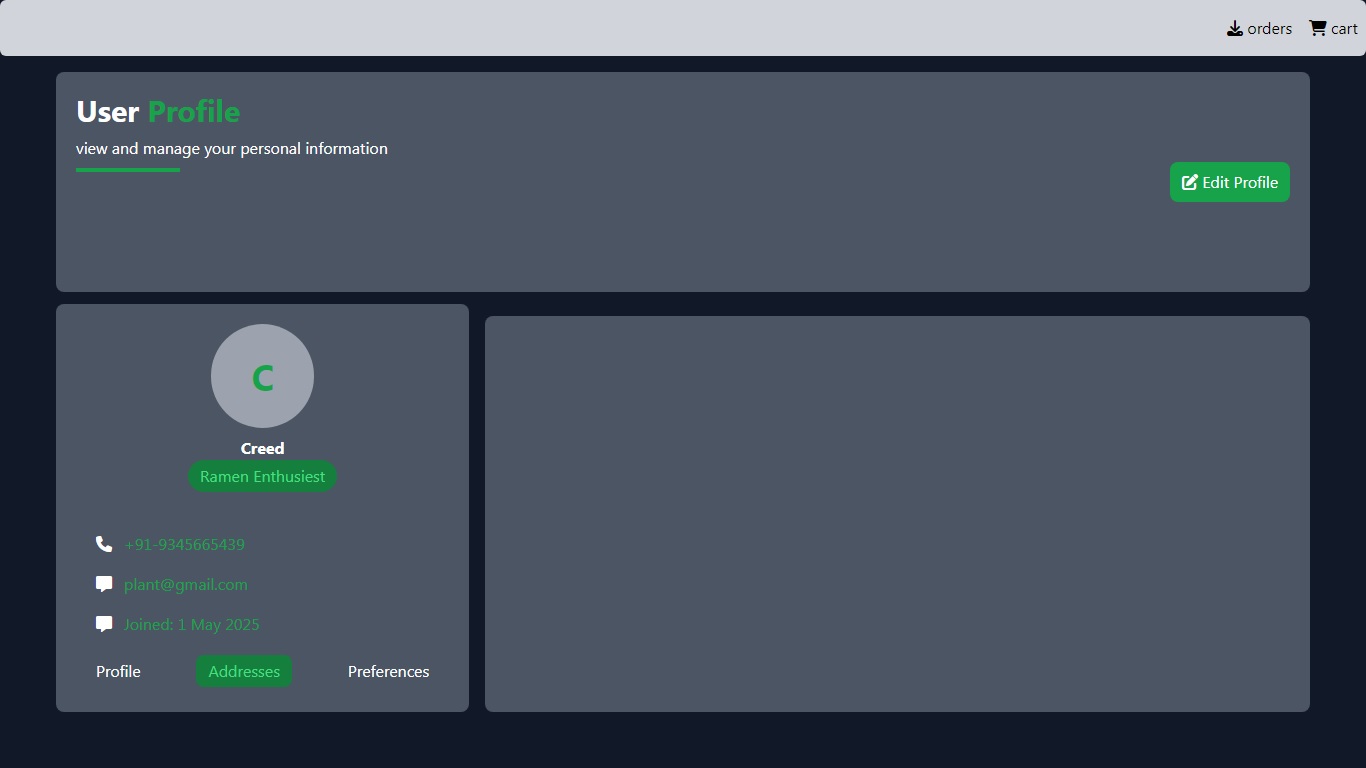 orders cart
User Profile
view and manage your personal information
Edit Profile
C
Creed
Ramen Enthusiest
+91-9345665439
plant@gmail.com
Joined: 1 May 2025
Profile Addresses Preferences